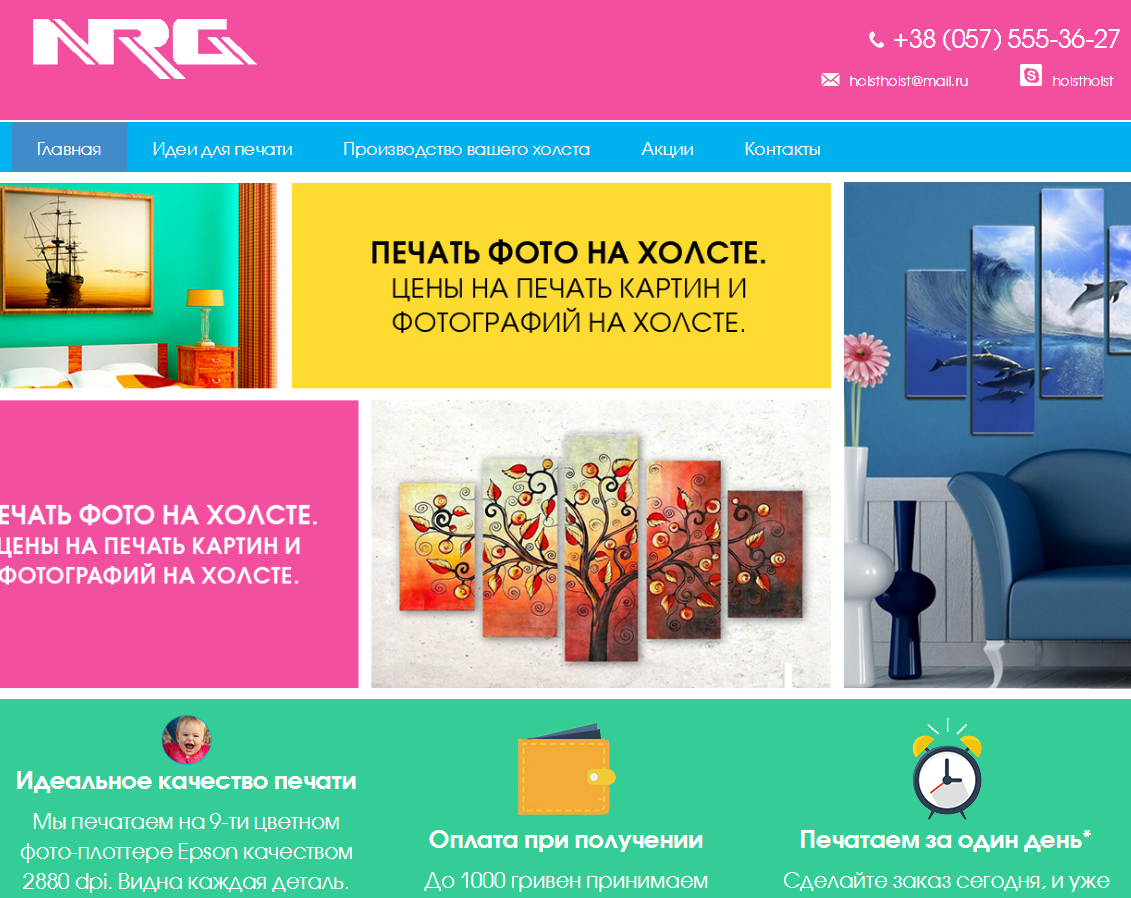 NRG
+38 (057) 555-36-27
holstholst@mail.ru
holstholst
Главная
Идеи для печати
Производство вашего холста
Акции
Контакты
ПЕЧАТЬ ФОТО НА ХОЛСТЕ.
ЦЕНЫ НА ПЕЧАТЬ КАРТИН И
ФОТОГРАФИЙ НА ХОЛСТЕ.
ЕЧАТЬ ФОТО НА ХОЛСТЕ.
ЦЕНЫ НА ПЕЧАТЬ КАРТИН И
ФОТОГРАФИЙ НА ХОЛСТЕ.
Идеальное качество печати
Мы печатаем на 9-ти цветном
фото-плоттере Epson качеством
2880 dpi. Видна каждая деталь.
Оплата при получении
До 1000 гривен принимаем
Печатаем за один день*
Сделайте заказ сегодня, и уже